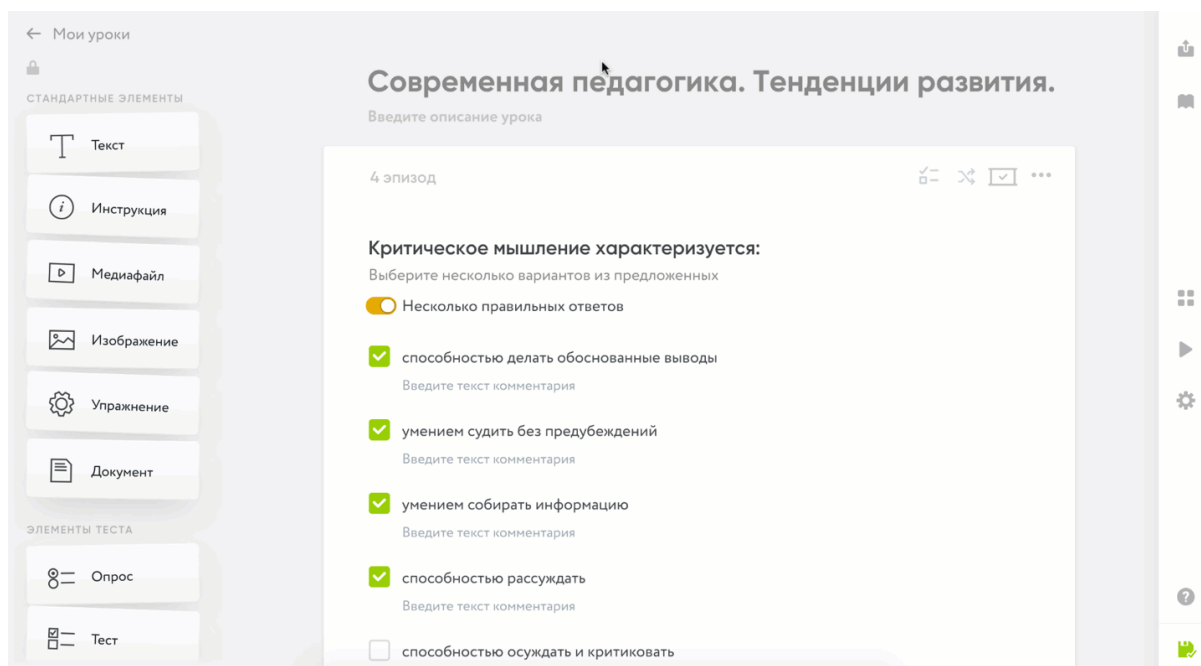 Мои уроки
СТАНДАРТНЫЕ ЭЛЕМЕНТЫ
Текст
Инструкция
Медиафайл
Изображение
Упражнение
Документ
ЭЛЕМЕНТЫ ТЕСТА
Опрос
Тест
Современная педагогика. Тенденции развития.
Введите описание урока
4 эпизод
Критическое мышление характеризуется:
Выберите несколько вариантов из предложенных
Несколько правильных ответов
способностью делать обоснованные выводы
Введите текст комментария
умением судить без предубеждений
Введите текст комментария
умением собирать информацию
Введите текст комментария
способностью рассуждать
Введите текст комментария
способностью осуждать и критиковать